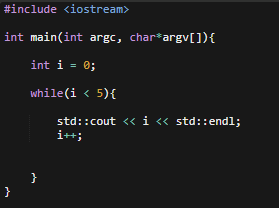 #include <iostream>
int main(int argc, char*argv[]){
int i = 0;
while(i < 5){
std::cout << i << std::endl;
i++;
}
}